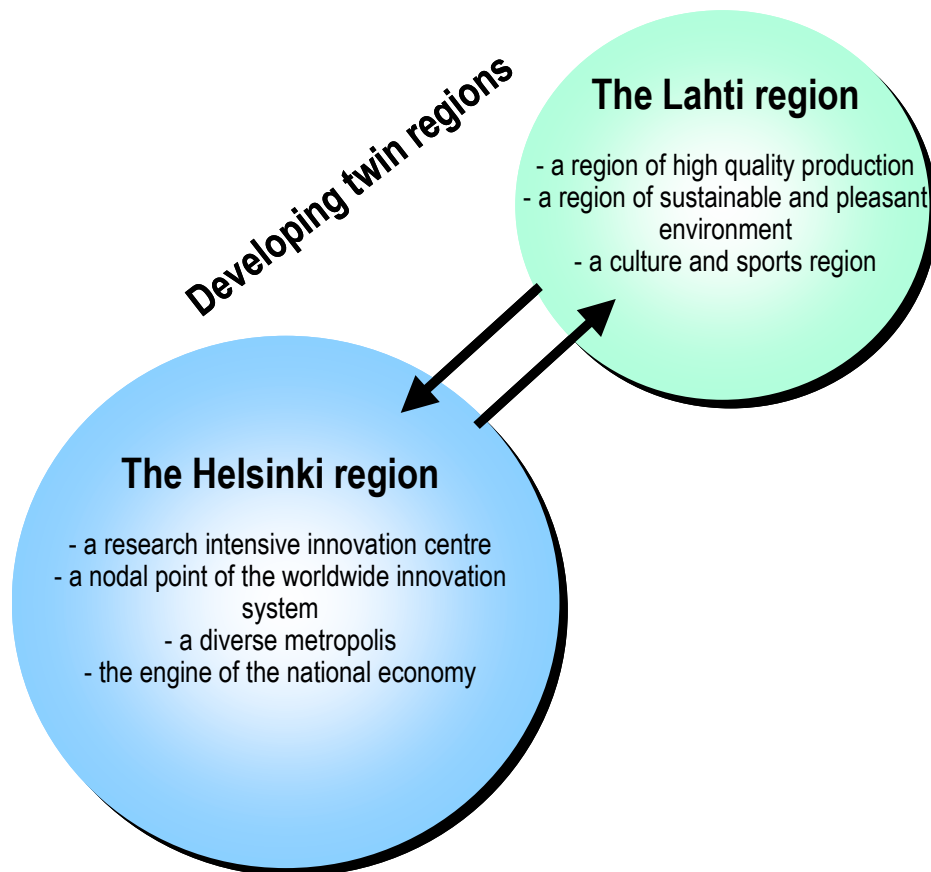 Developing twin regions
The Lahti region
- a region of high quality production
- a region of sustainable and pleasant
environment
- a culture and sports region
The Helsinki region
- a research intensive innovation centre
- a nodal point of the worldwide innovation
system
- a diverse metropolis
- the engine of the national economy